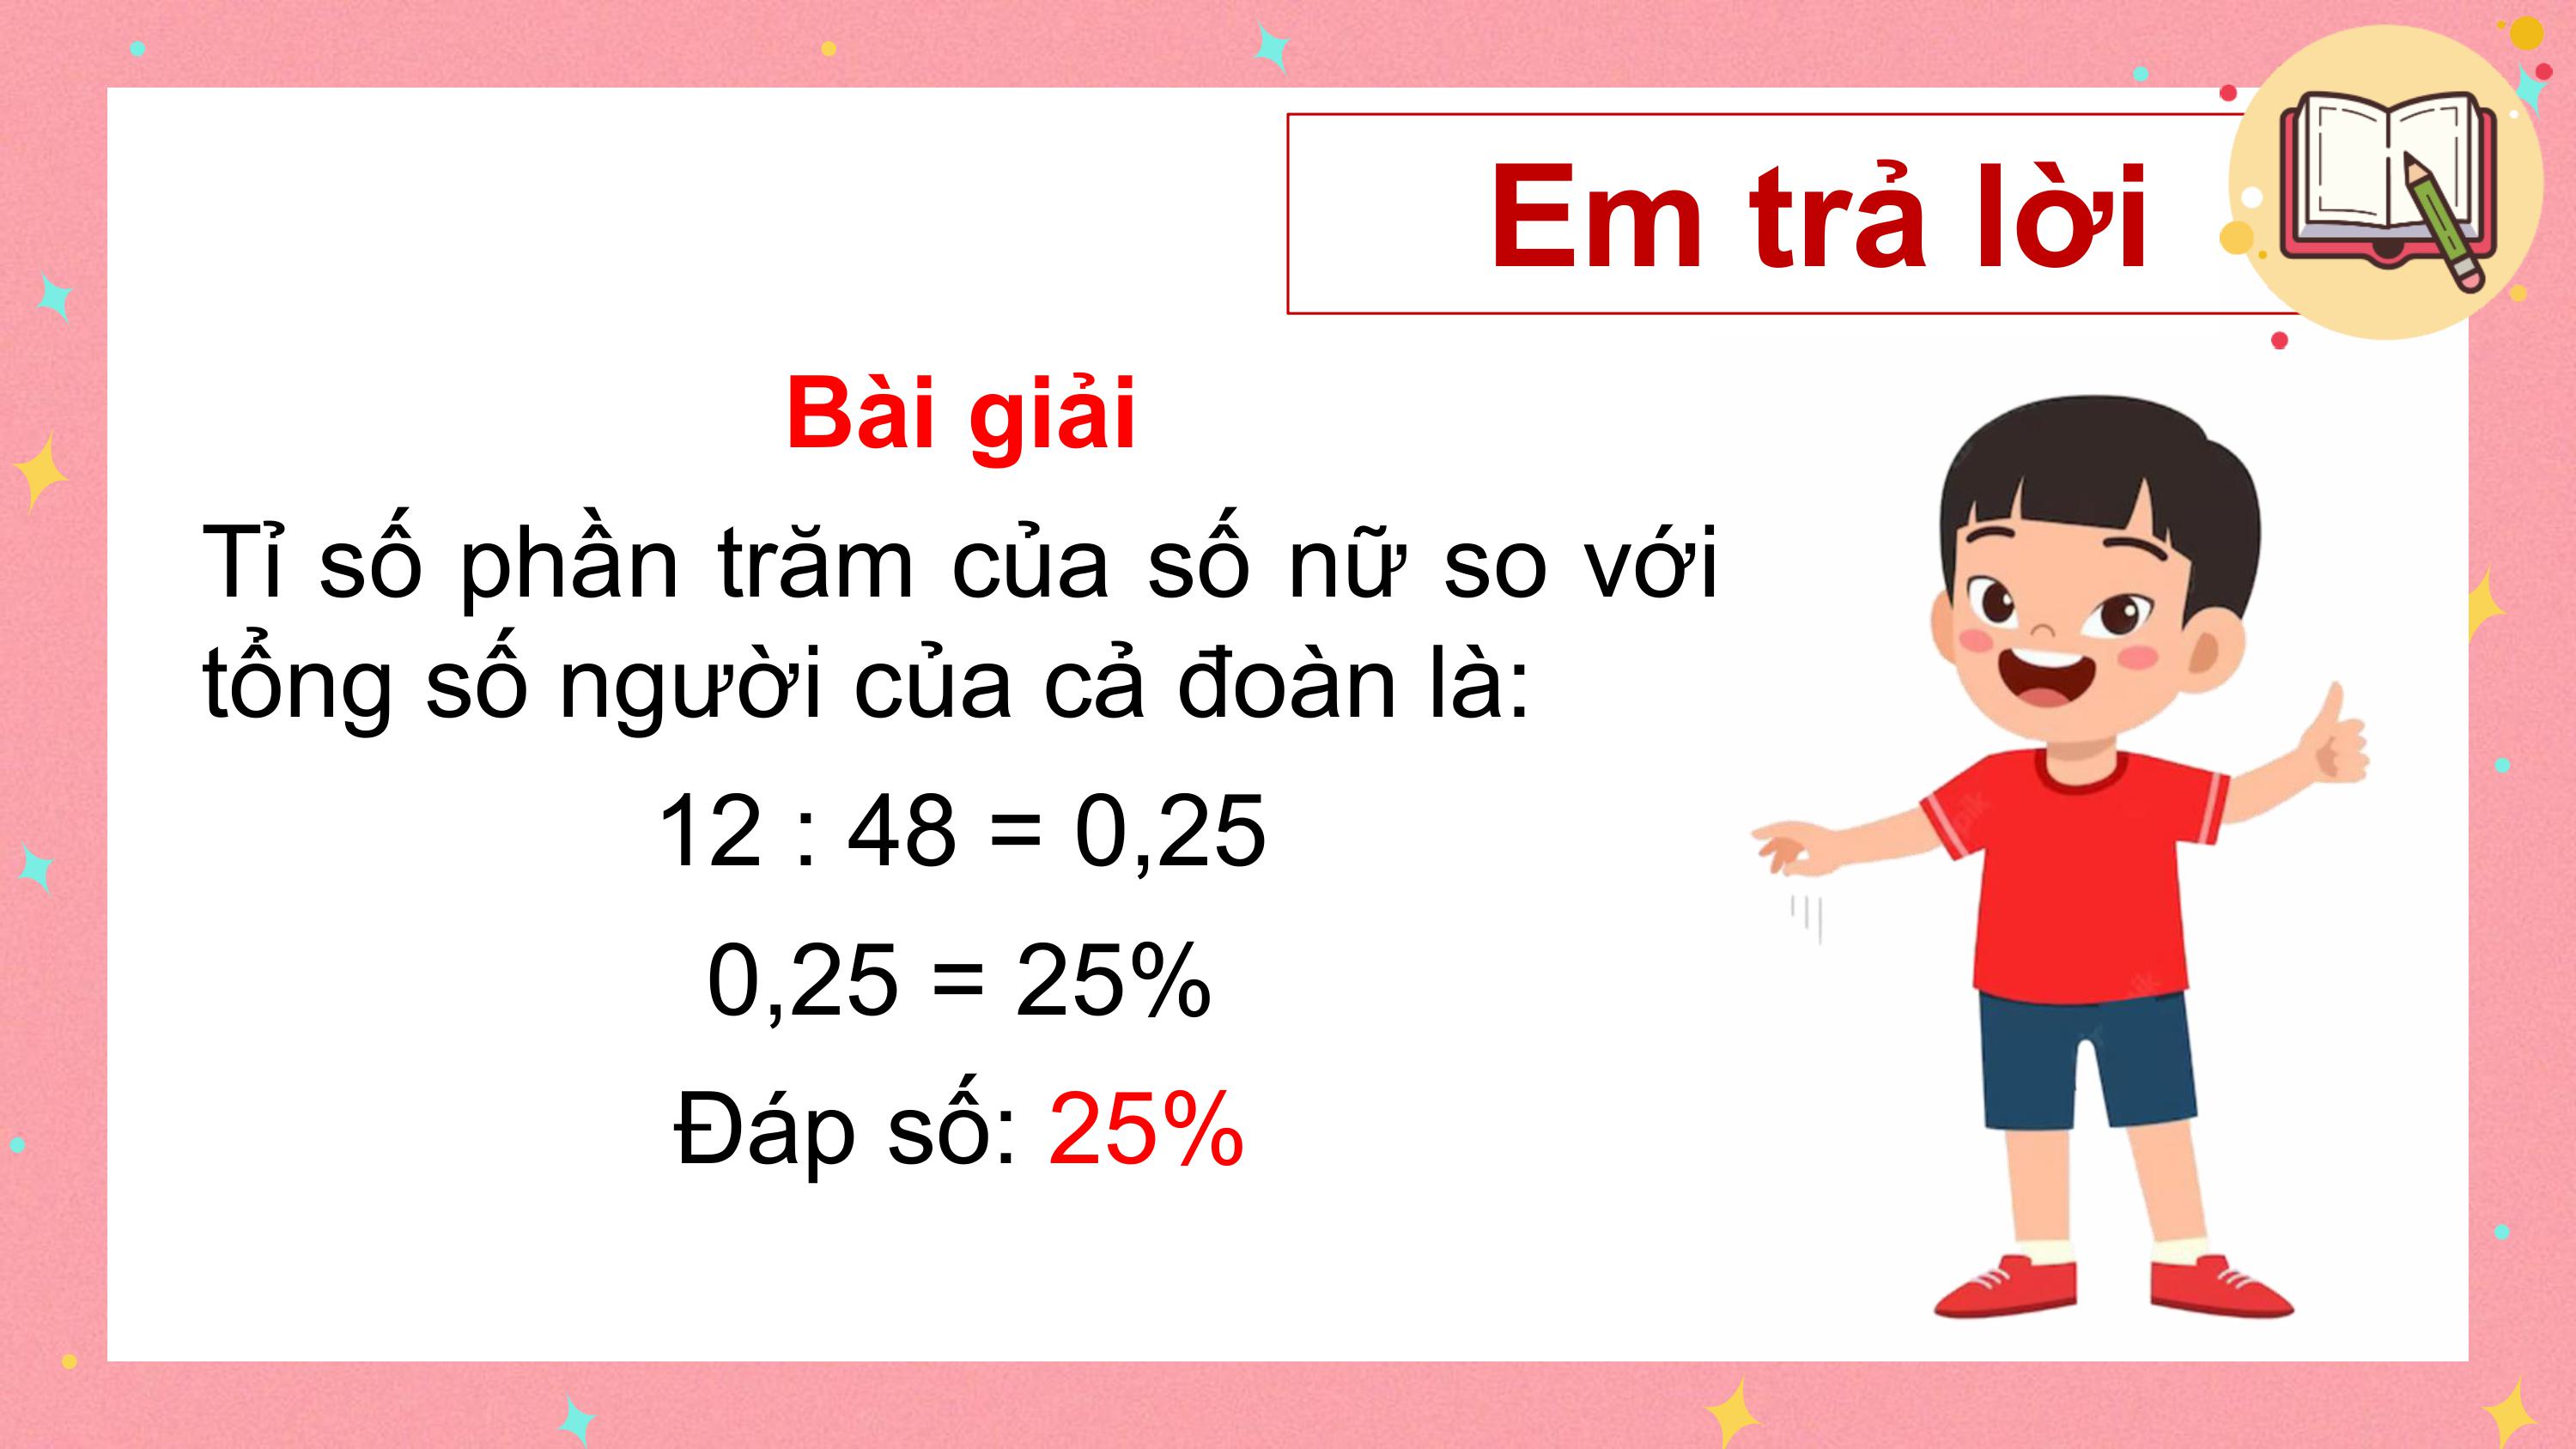 Em trả lời
Bài giải
Tỉ số phần trăm của số nữ so với
tổng số người của cả đoàn là:
12 : 48 = 0,25
0,25 = 25%
Đáp số: 25%